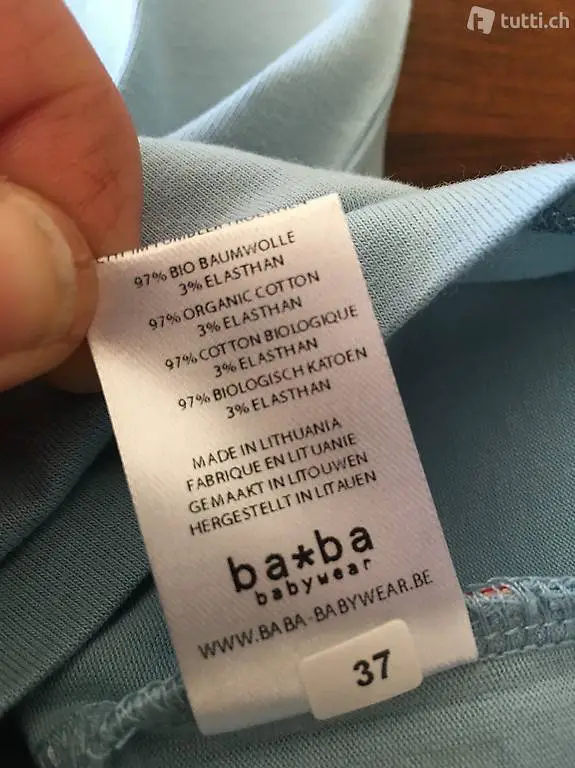 tutti.ch
97% BIO BAUMWOLLE
3% ELASTHAN
97% ORGANIC COTTON
3% ELASTHAN
97% COTTON BIOLOGIQUE
3% ELASTHAN
97% BIOLOGISCH KATOEN
3% ELASTHAN
MADE IN LITHUANIA
FABRIQUE EN LITUANIE
GEMAAKT IN LITOUWEN
HERGESTELLT IN LITAUEN
ba*ba
babywear
WWW.BABA-BABYWEAR.BE
37